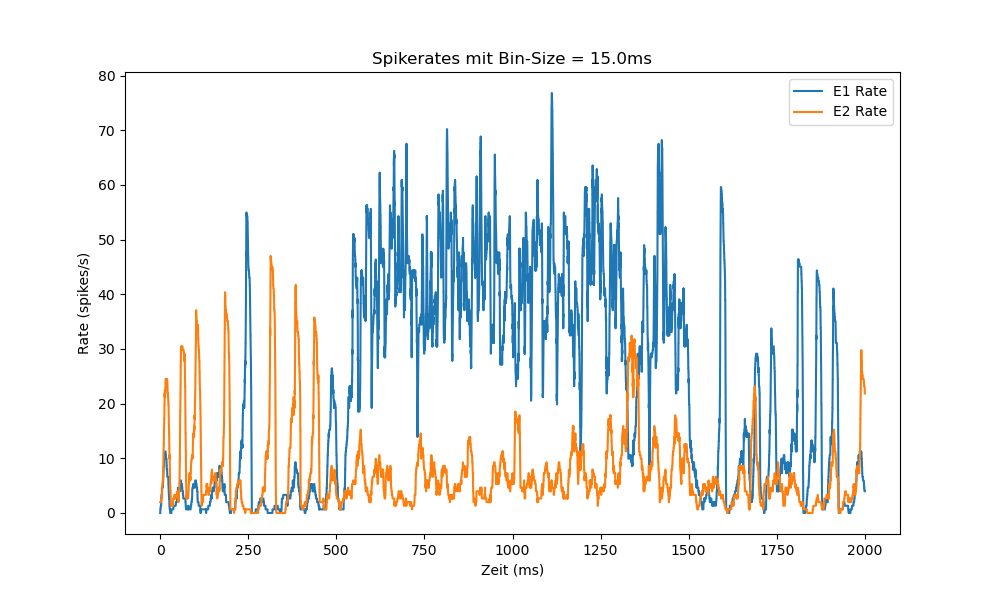 Spikerates mit Bin-Size = 15.0ms
E1 Rate
E2 Rate
80
70
60
50
40
30
20
10
0
Rate (spikes/s)
0 250 500 750 1000 1250 1500 1750 2000
Zeit (ms)